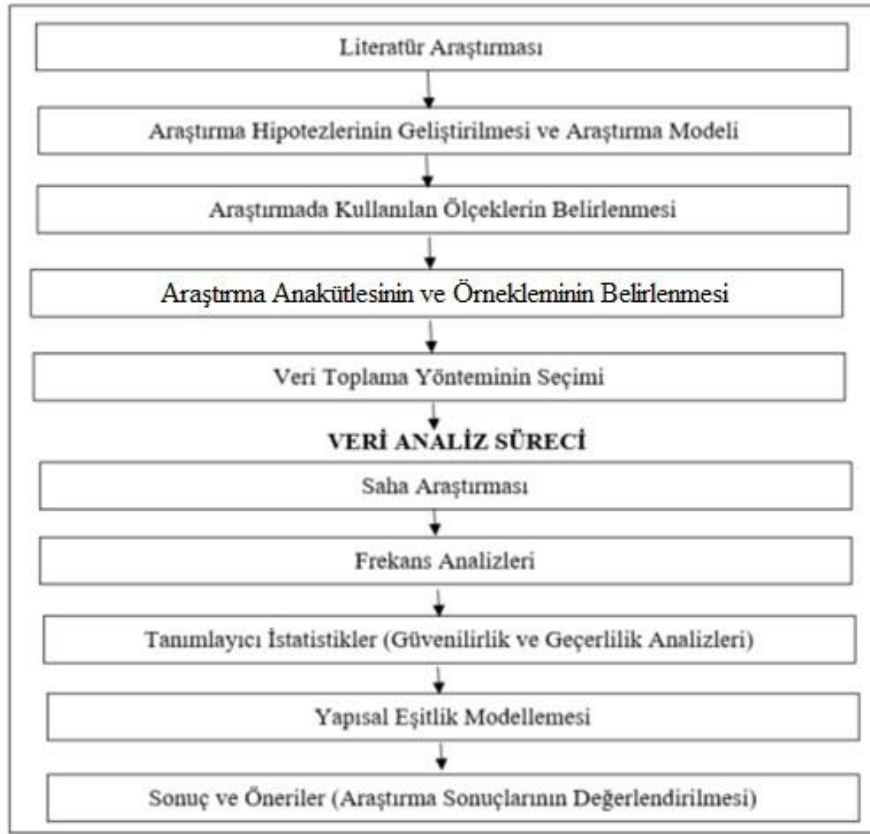 Literatür Araştırması
Araştırma Hipotezlerinin Geliştirilmesi ve Araştırma Modeli
Araştırmada Kullanılan Ölçeklerin Belirlenmesi
Araştırma Anakütlesinin ve Örnekleminin Belirlenmesi
Veri Toplama Yönteminin Seçimi
VERİ ANALİZ SÜRECİ
Saha Araştırması
Frekans Analizleri
Tanımlayıcı İstatistikler (Güvenilirlik ve Geçerlilik Analizleri)
Yapısal Eşitlik Modellemesi
Sonuç ve Öneriler (Araştırma Sonuçlarının Değerlendirilmesi)